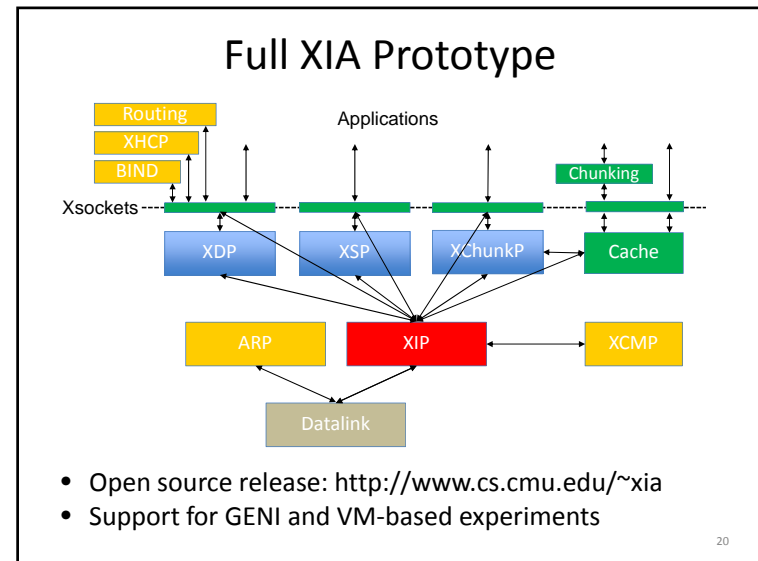 Full XIA Prototype
Routing
Applications
XHCP
BIND
Chunking
Xsockets
XDP
XSP
XChunkP
Cache
ARP
XIP
XCMP
Datalink
• Open source release: http://www.cs.cmu.edu/~xia
• Support for GENI and VM-based experiments
20